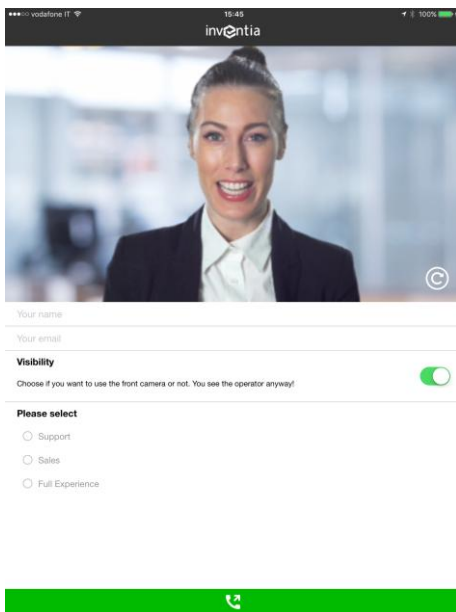 vodafone IT 15:45 100%
inventia
Your name
Your email
Visibility
Choose if you want to use the front camera or not. You see the operator anyway!
Please select
Support
Sales
Full Experience